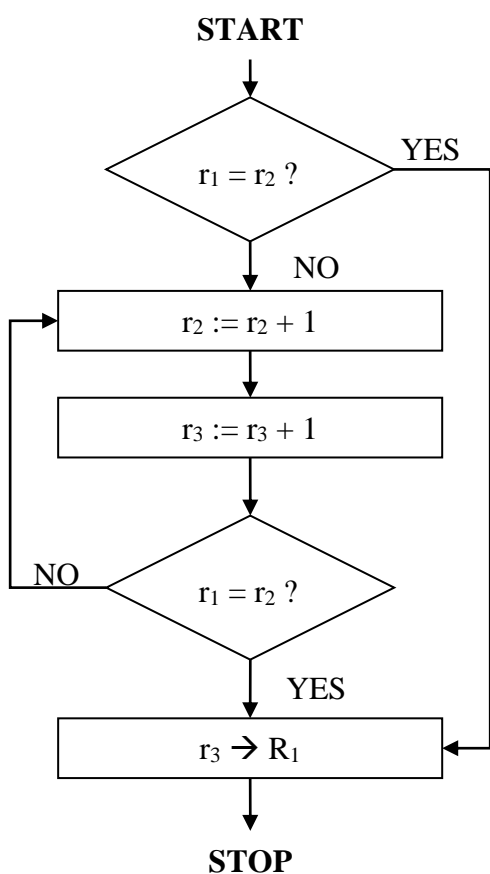 START
r₁ = r₂ ?
YES
NO
r₂ := r₂ + 1
r₃ := r₃ + 1
r₁ = r₂ ?
NO
YES
r₃ → R₁
STOP